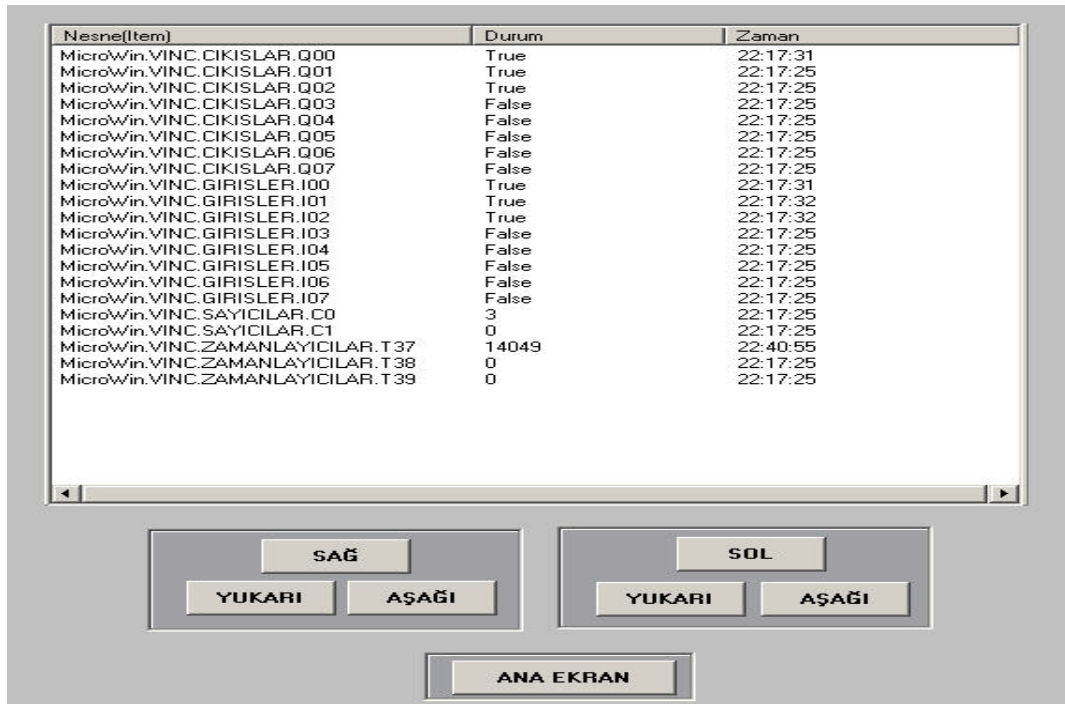 Nesne(Item) Durum Zaman
MicroWin.VINC.CIKISLAR.Q00 True 22:17:31
MicroWin.VINC.CIKISLAR.Q01 True 22:17:25
MicroWin.VINC.CIKISLAR.Q02 True 22:17:25
MicroWin.VINC.CIKISLAR.Q03 False 22:17:25
MicroWin.VINC.CIKISLAR.Q04 False 22:17:25
MicroWin.VINC.CIKISLAR.Q05 False 22:17:25
MicroWin.VINC.CIKISLAR.Q06 False 22:17:25
MicroWin.VINC.CIKISLAR.Q07 False 22:17:25
MicroWin.VINC.GIRISLER.I00 True 22:17:31
MicroWin.VINC.GIRISLER.I01 True 22:17:32
MicroWin.VINC.GIRISLER.I02 True 22:17:32
MicroWin.VINC.GIRISLER.I03 False 22:17:25
MicroWin.VINC.GIRISLER.I04 False 22:17:25
MicroWin.VINC.GIRISLER.I05 False 22:17:25
MicroWin.VINC.GIRISLER.I06 False 22:17:25
MicroWin.VINC.GIRISLER.I07 False 22:17:25
MicroWin.VINC.SAYICILAR.C0 3 22:17:25
MicroWin.VINC.SAYICILAR.C1 0 22:17:25
MicroWin.VINC.ZAMANLAYICILAR.T37 14049 22:40:55
MicroWin.VINC.ZAMANLAYICILAR.T38 0 22:17:25
MicroWin.VINC.ZAMANLAYICILAR.T39 0 22:17:25
SAĞ SOL
YUKARI AŞAĞI YUKARI AŞAĞI
ANA EKRAN